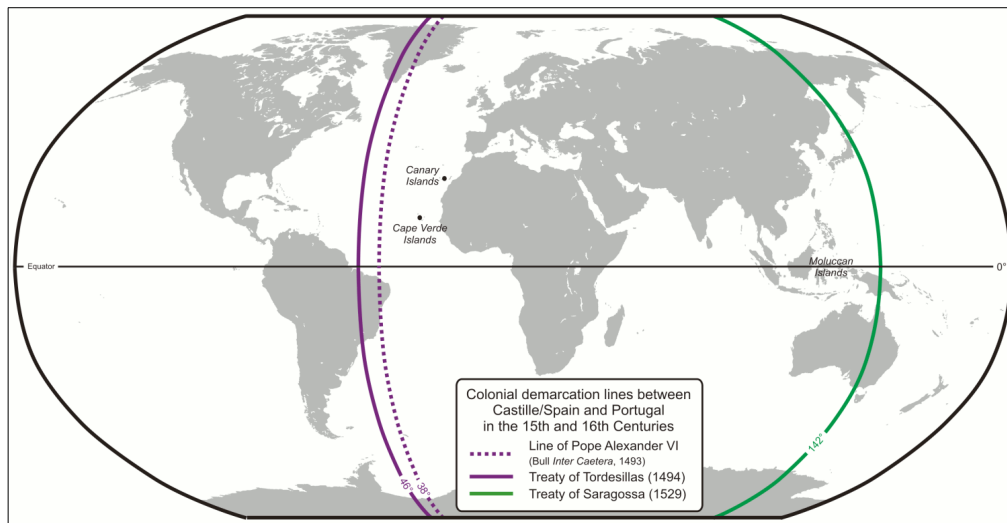 Canary
Islands
Cape Verde
Islands
Equator
Moluccan
Islands
0°
Colonial demarcation lines between
Castille/Spain and Portugal
in the 15th and 16th Centuries
Line of Pope Alexander VI
(Bull Inter Caetera, 1493)
Treaty of Tordesillas (1494)
Treaty of Saragossa (1529)
46°
38°
142°